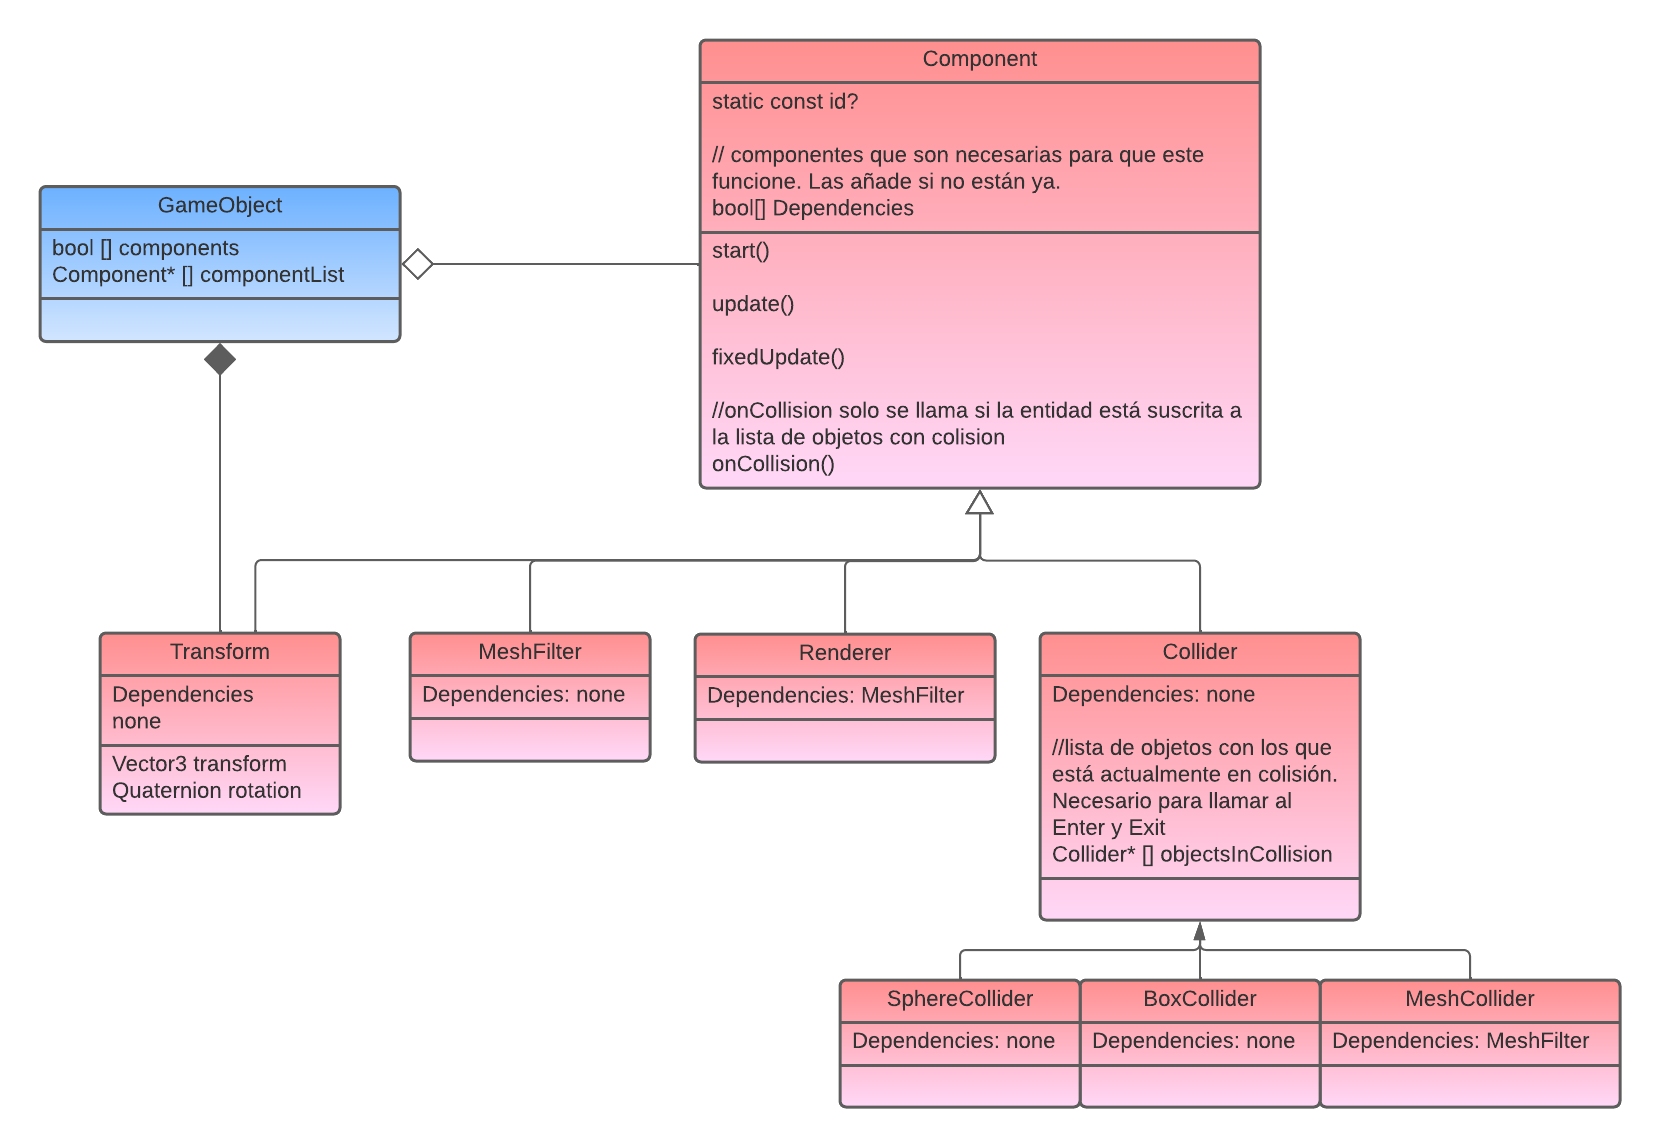 Component
static const id?
// componentes que son necesarias para que este
funcione. Las añade si no están ya.
bool[] Dependencies
start()
update()
fixedUpdate()
//onCollision solo se llama si la entidad está suscrita a
la lista de objetos con colision
onCollision()
GameObject
bool [] components
Component* [] componentList
Transform
Dependencies
none
Vector3 transform
Quaternion rotation
MeshFilter
Dependencies: none
Renderer
Dependencies: MeshFilter
Collider
Dependencies: none
//lista de objetos con los que
está actualmente en colisión.
Necesario para llamar al
Enter y Exit
Collider* [] objectsInCollision
SphereCollider
Dependencies: none
BoxCollider
Dependencies: none
MeshCollider
Dependencies: MeshFilter